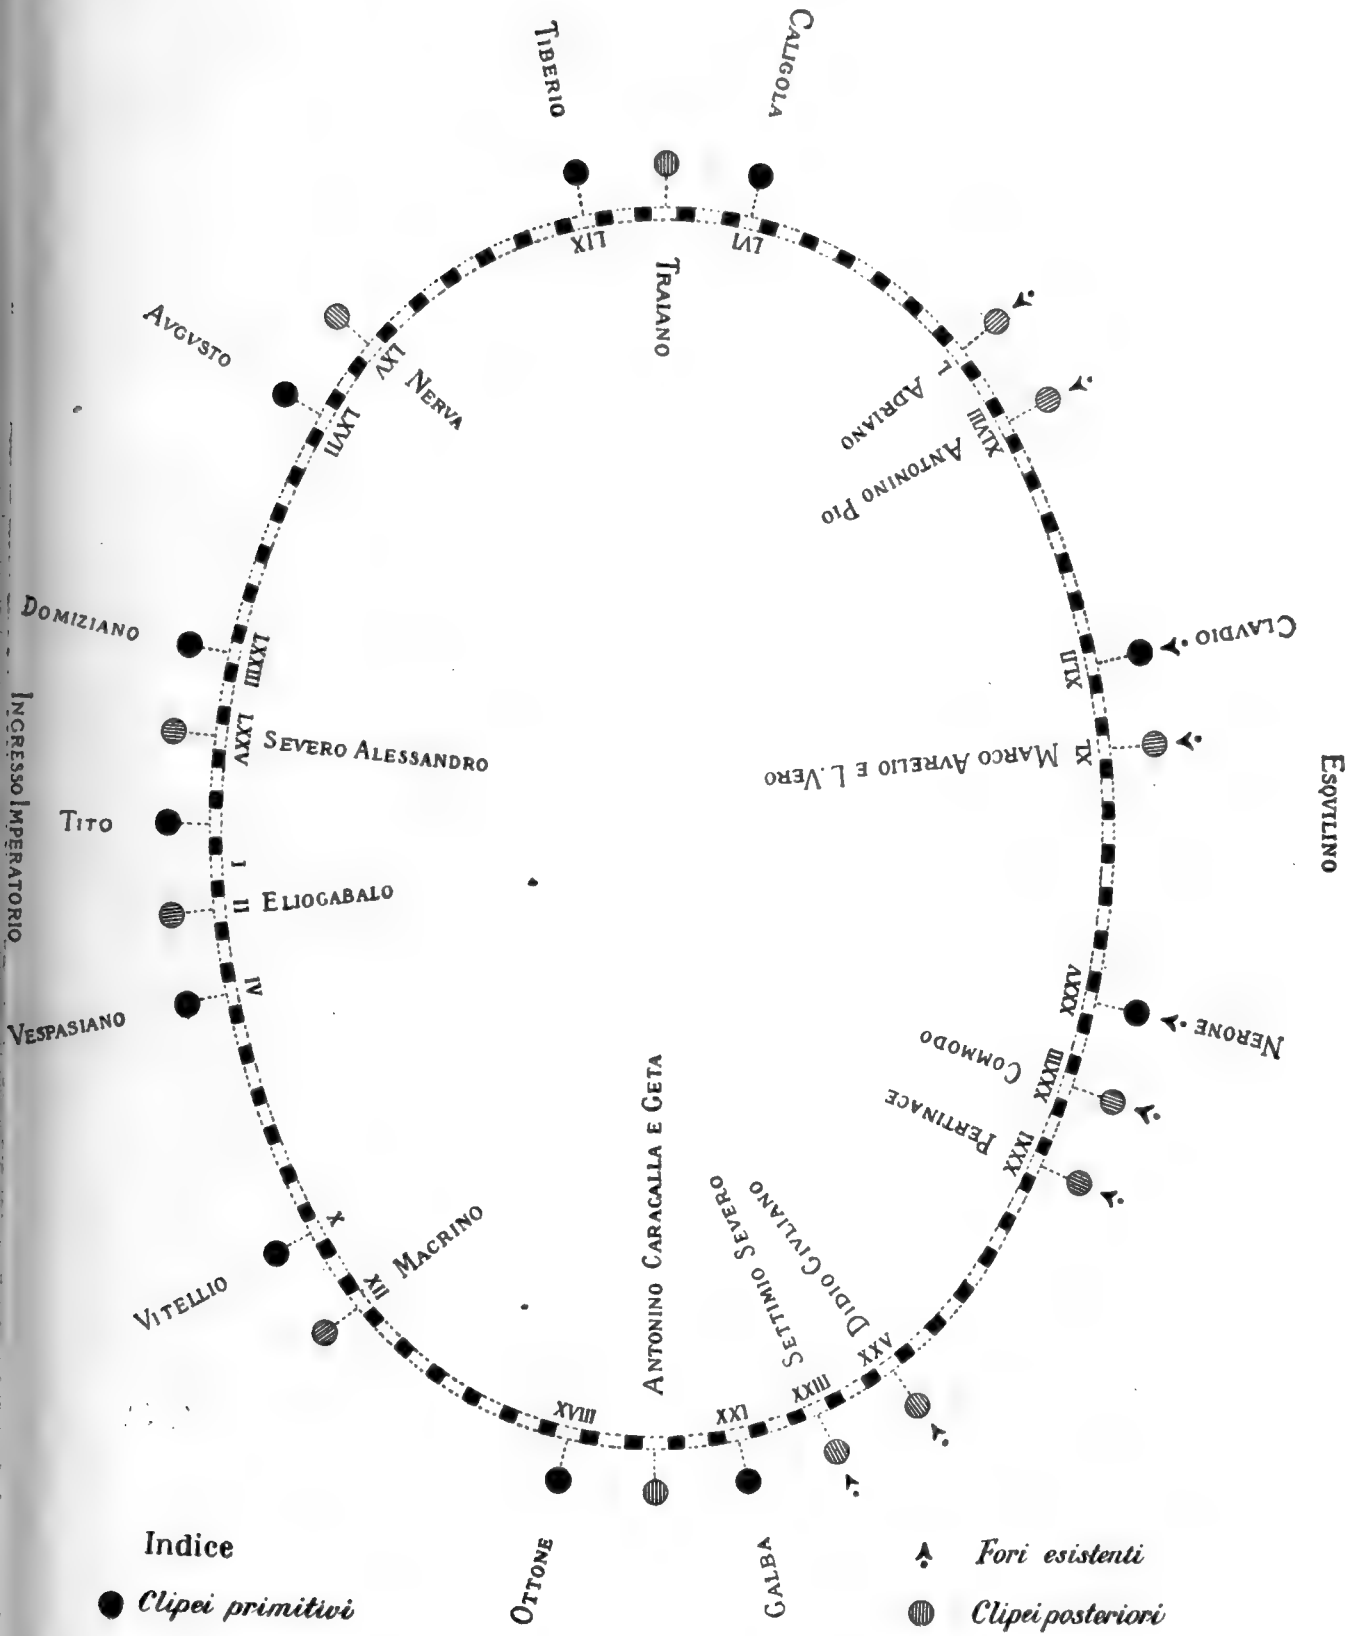 TIBERIO
CALIGOLA
LIX
LVI
TRAIANO
AVGVSTO
LXV
NERVA
LXVII
L
ADRIANO
XLVIII
ANTONINO PIO
DOMIZIANO
LXXIII
CLAVDIO
XLII
LXXV
SEVERO ALESSANDRO
XL
MARCO AVRELIO E L. VERO
INGRESSO IMPERATORIO
ESQVILINO
TITO
I
II
ELIOGABALO
IV
VESPASIANO
XXXV
NERONE
XXXIII
COMMODO
XXXI
PERTINACE
X
VITELLIO
XII
MACRINO
ANTONINO CARACALLA E GETA
SETTIMIO SEVERO
DIDIO GIVLIANO
XVIII
XXI
XXIII
XXV
OTTONE
GALBA
Indice
Clipei primitivi
Fori esistenti
Clipei posteriori